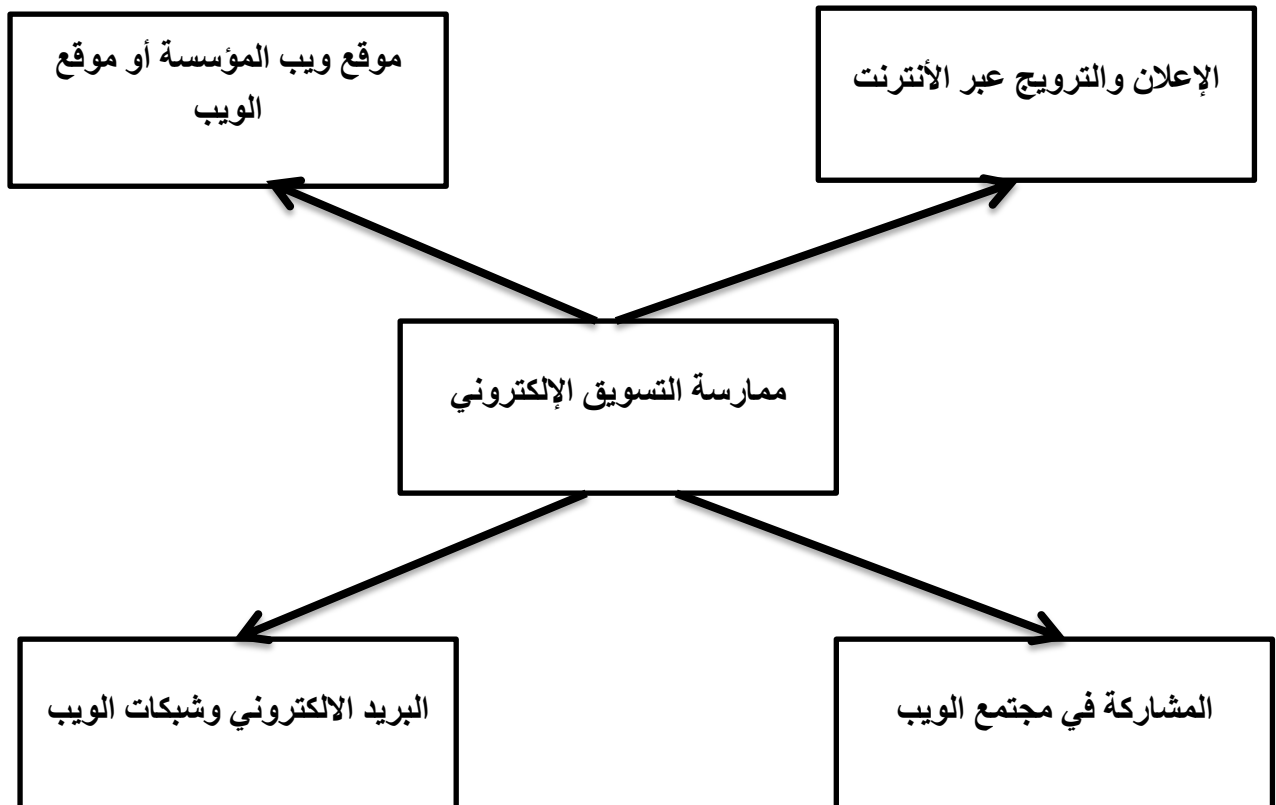 الإعلان والترويج عبر الأنترنت
موقع ويب المؤسسة أو موقع
الويب
ممارسة التسويق الإلكتروني
المشاركة في مجتمع الويب
البريد الالكتروني وشبكات الويب